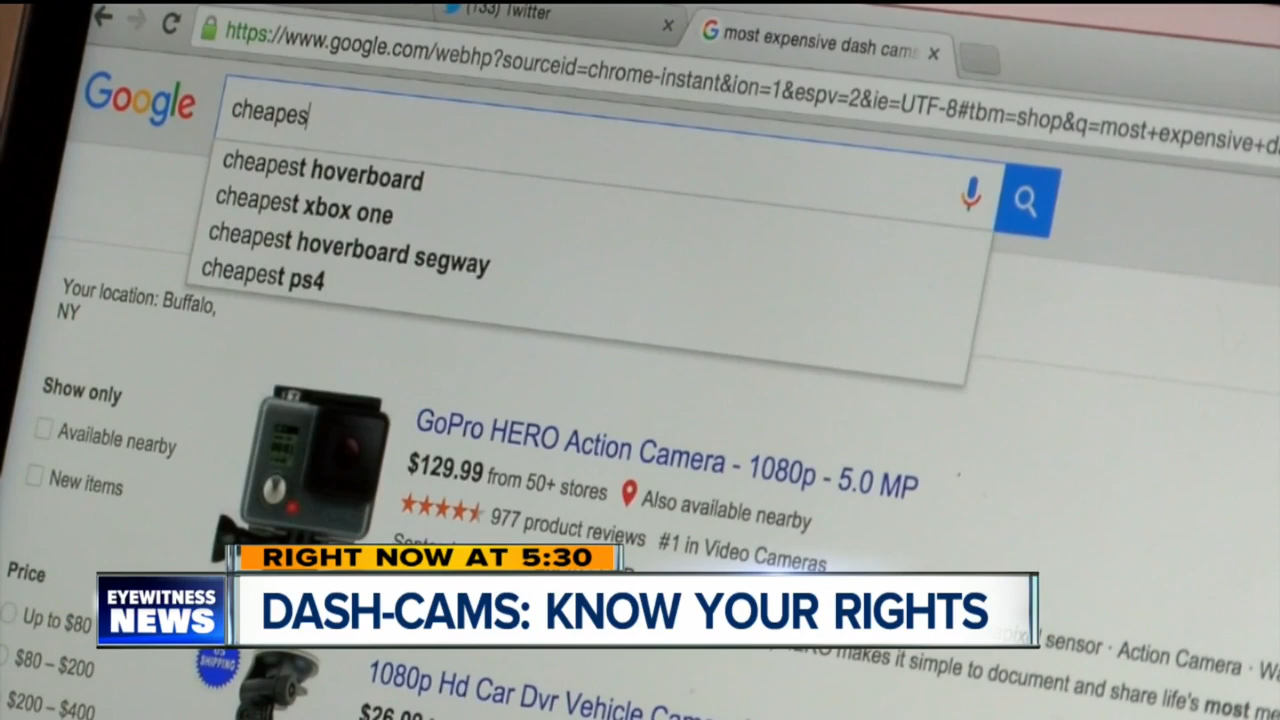 (133) Twitter
most expensive dash cam
https://www.google.com/webhp?sourceid=chrome-instant&ion=1&espv=2&ie=UTF-8#tbm=shop&q=most+expensive+d
Google
cheapes
cheapest hoverboard
cheapest xbox one
cheapest hoverboard segway
cheapest ps4
Your location: Buffalo,
NY
Show only
Available nearby
New items
Price
Up to $80
$80 – $200
$200 – $400
GoPro HERO Action Camera - 1080p - 5.0 MP
$129.99 from 50+ stores Also available nearby
977 product reviews #1 in Video Cameras
sensor · Action Camera ·
makes it simple to document and share life's most
US
SHIPPING
1080p Hd Car Dvr Vehicle
RIGHT NOW AT 5:30
EYEWITNESS
NEWS
DASH-CAMS: KNOW YOUR RIGHTS